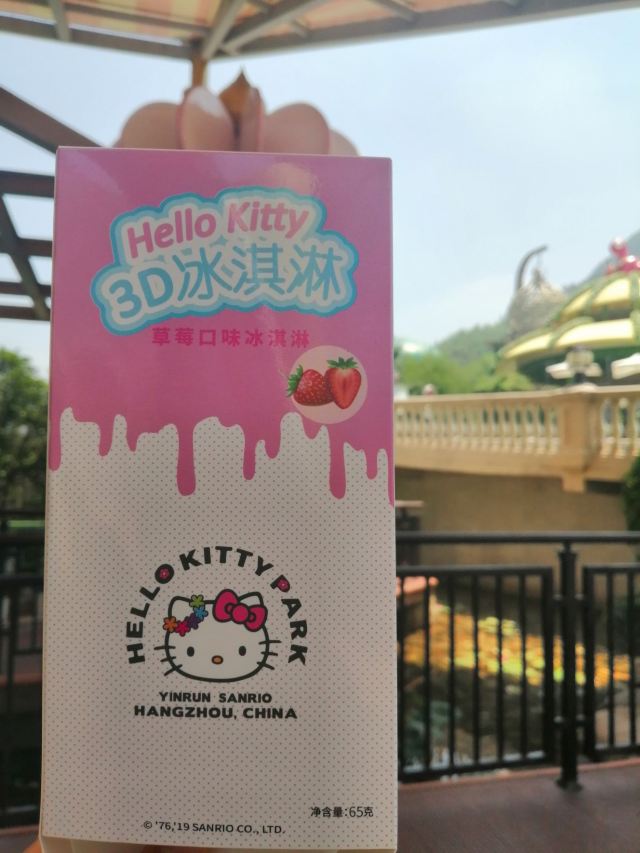 Hello Kitty
3D冰淇淋
草莓口味冰淇淋
HELLO KITTY PARK
YINRUN SANRIO
HANGZHOU, CHINA
净含量:65克
© '76,'19 SANRIO CO., LTD.